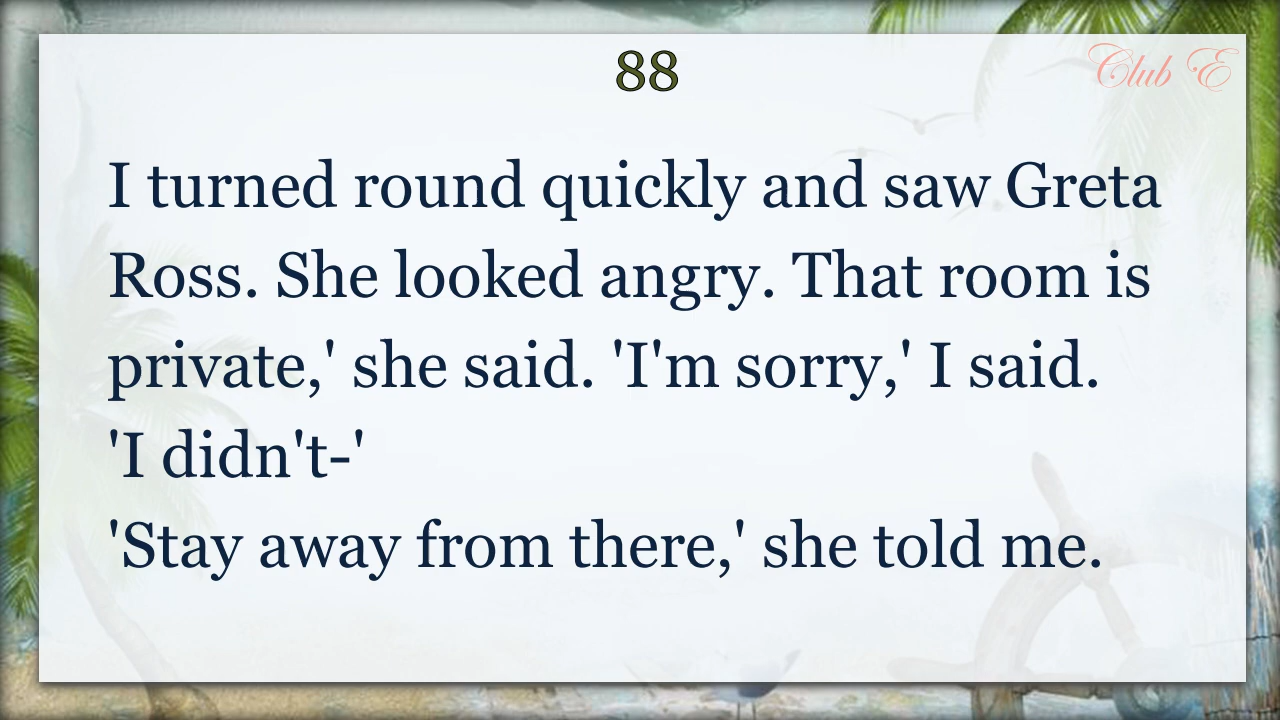 88
Club E
I turned round quickly and saw Greta
Ross. She looked angry. That room is
private,' she said. 'I'm sorry,' I said.
'I didn't-'
'Stay away from there,' she told me.